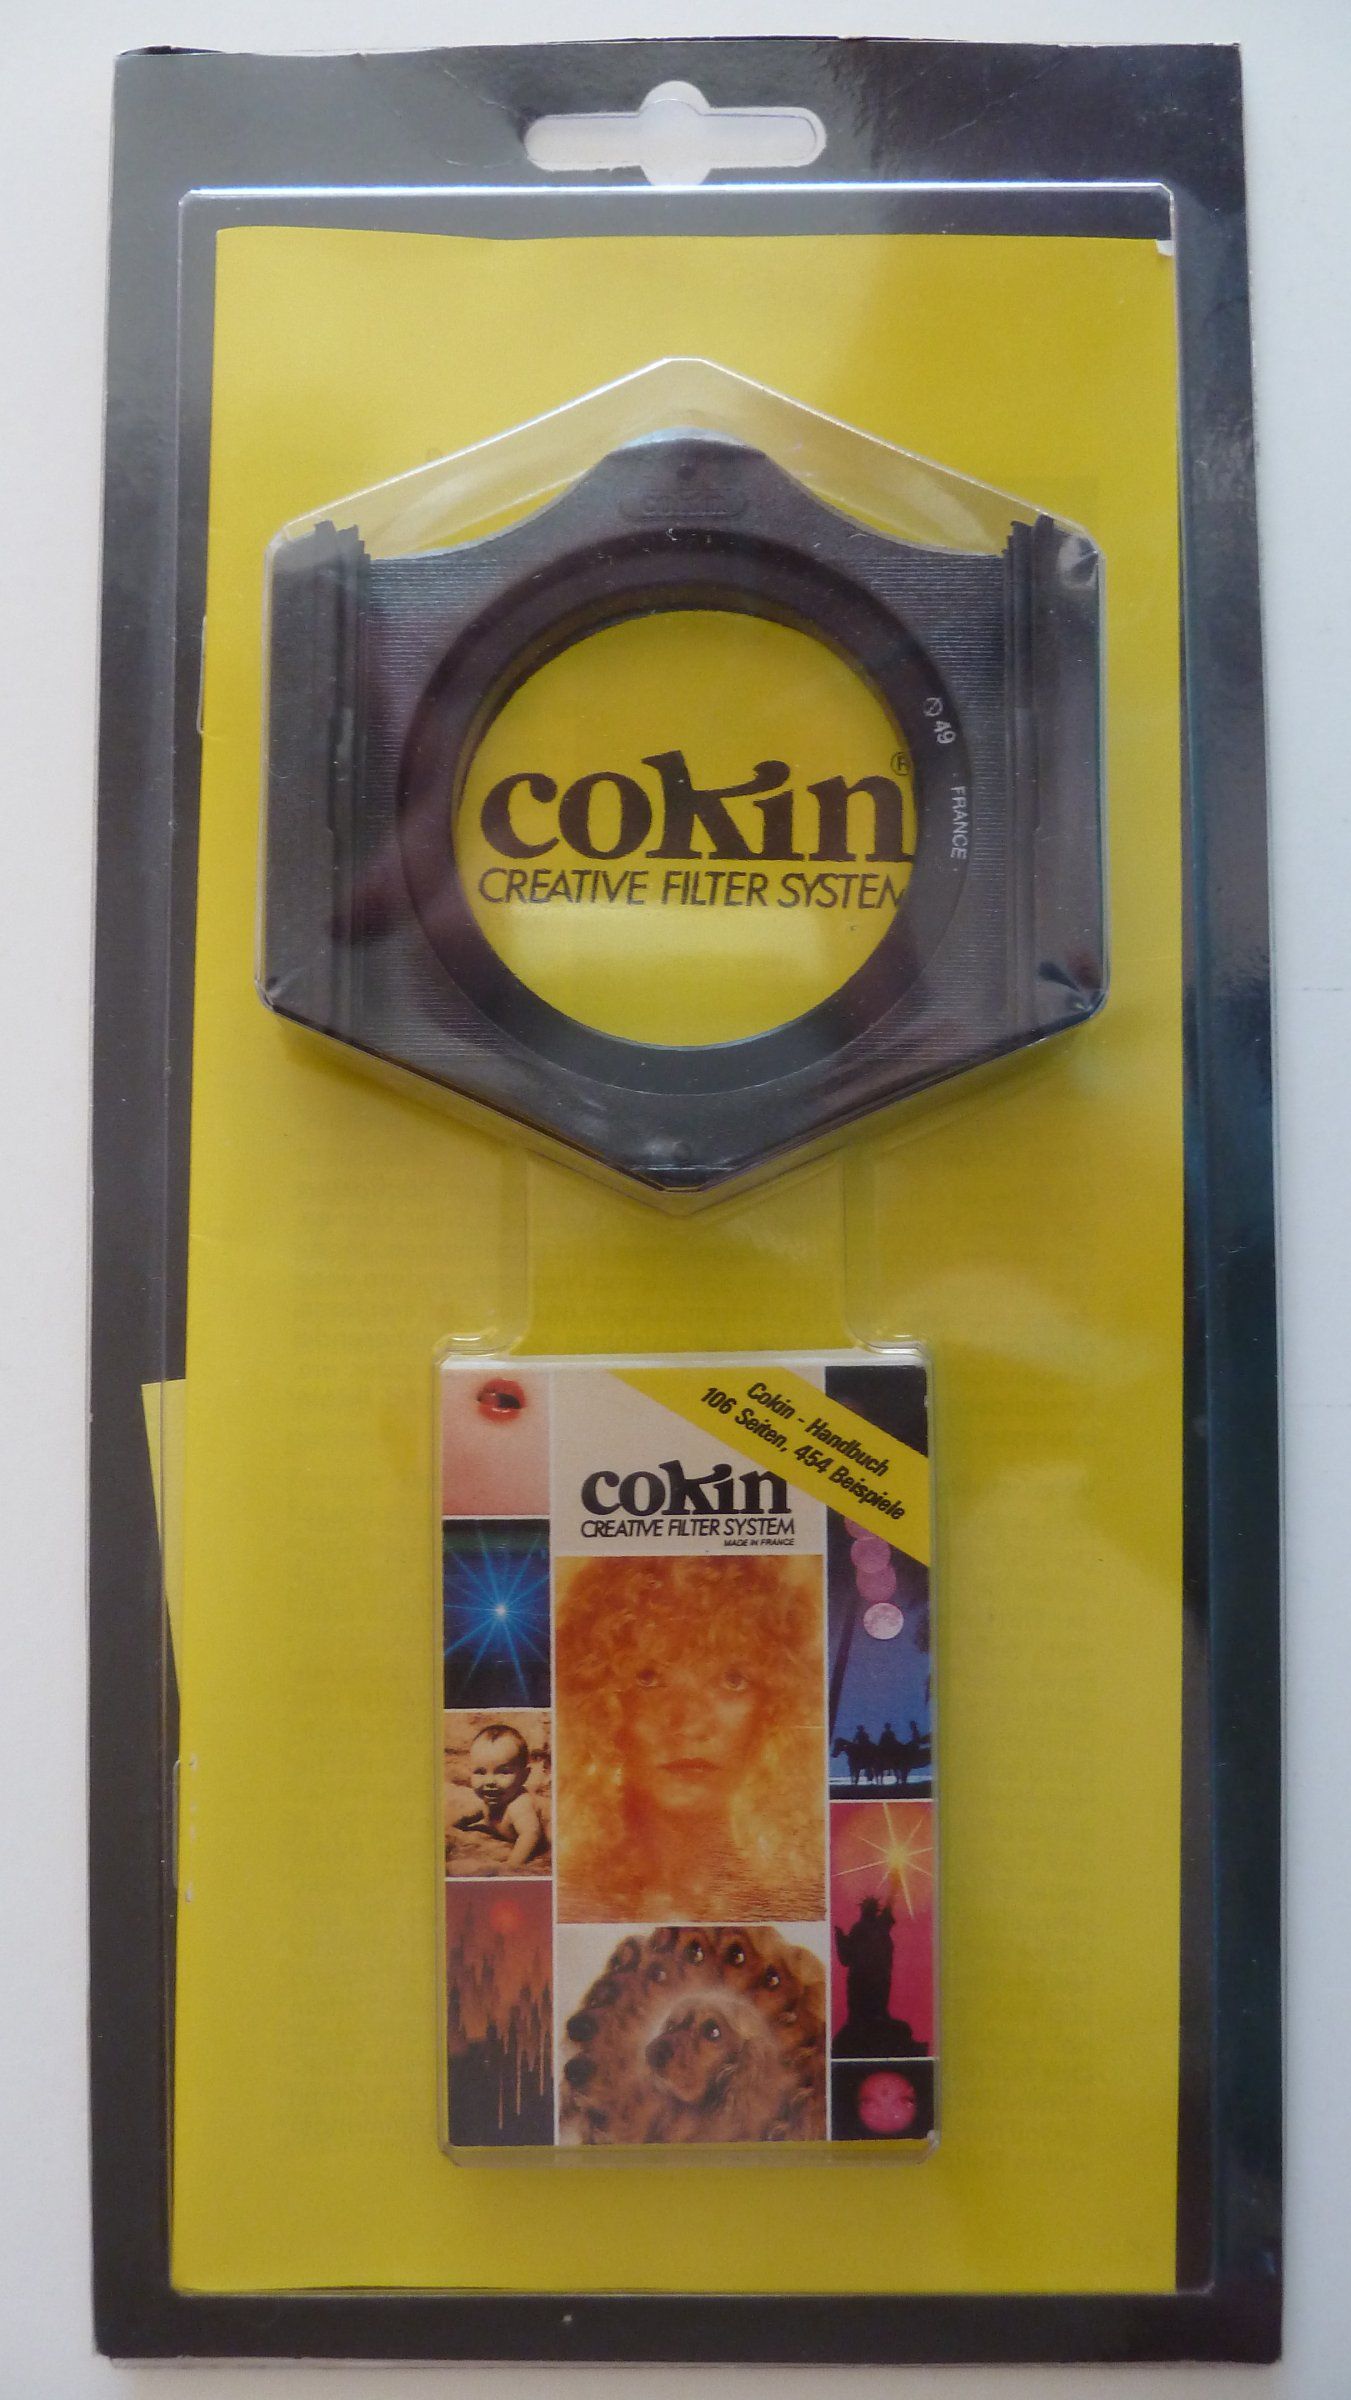 cokin
Ø 49
FRANCE
cokin®
CREATIVE FILTER SYSTEM
Cokin - Handbuch
106 Seiten, 454 Beispiele
cokin
CREATIVE FILTER SYSTEM
MADE IN FRANCE